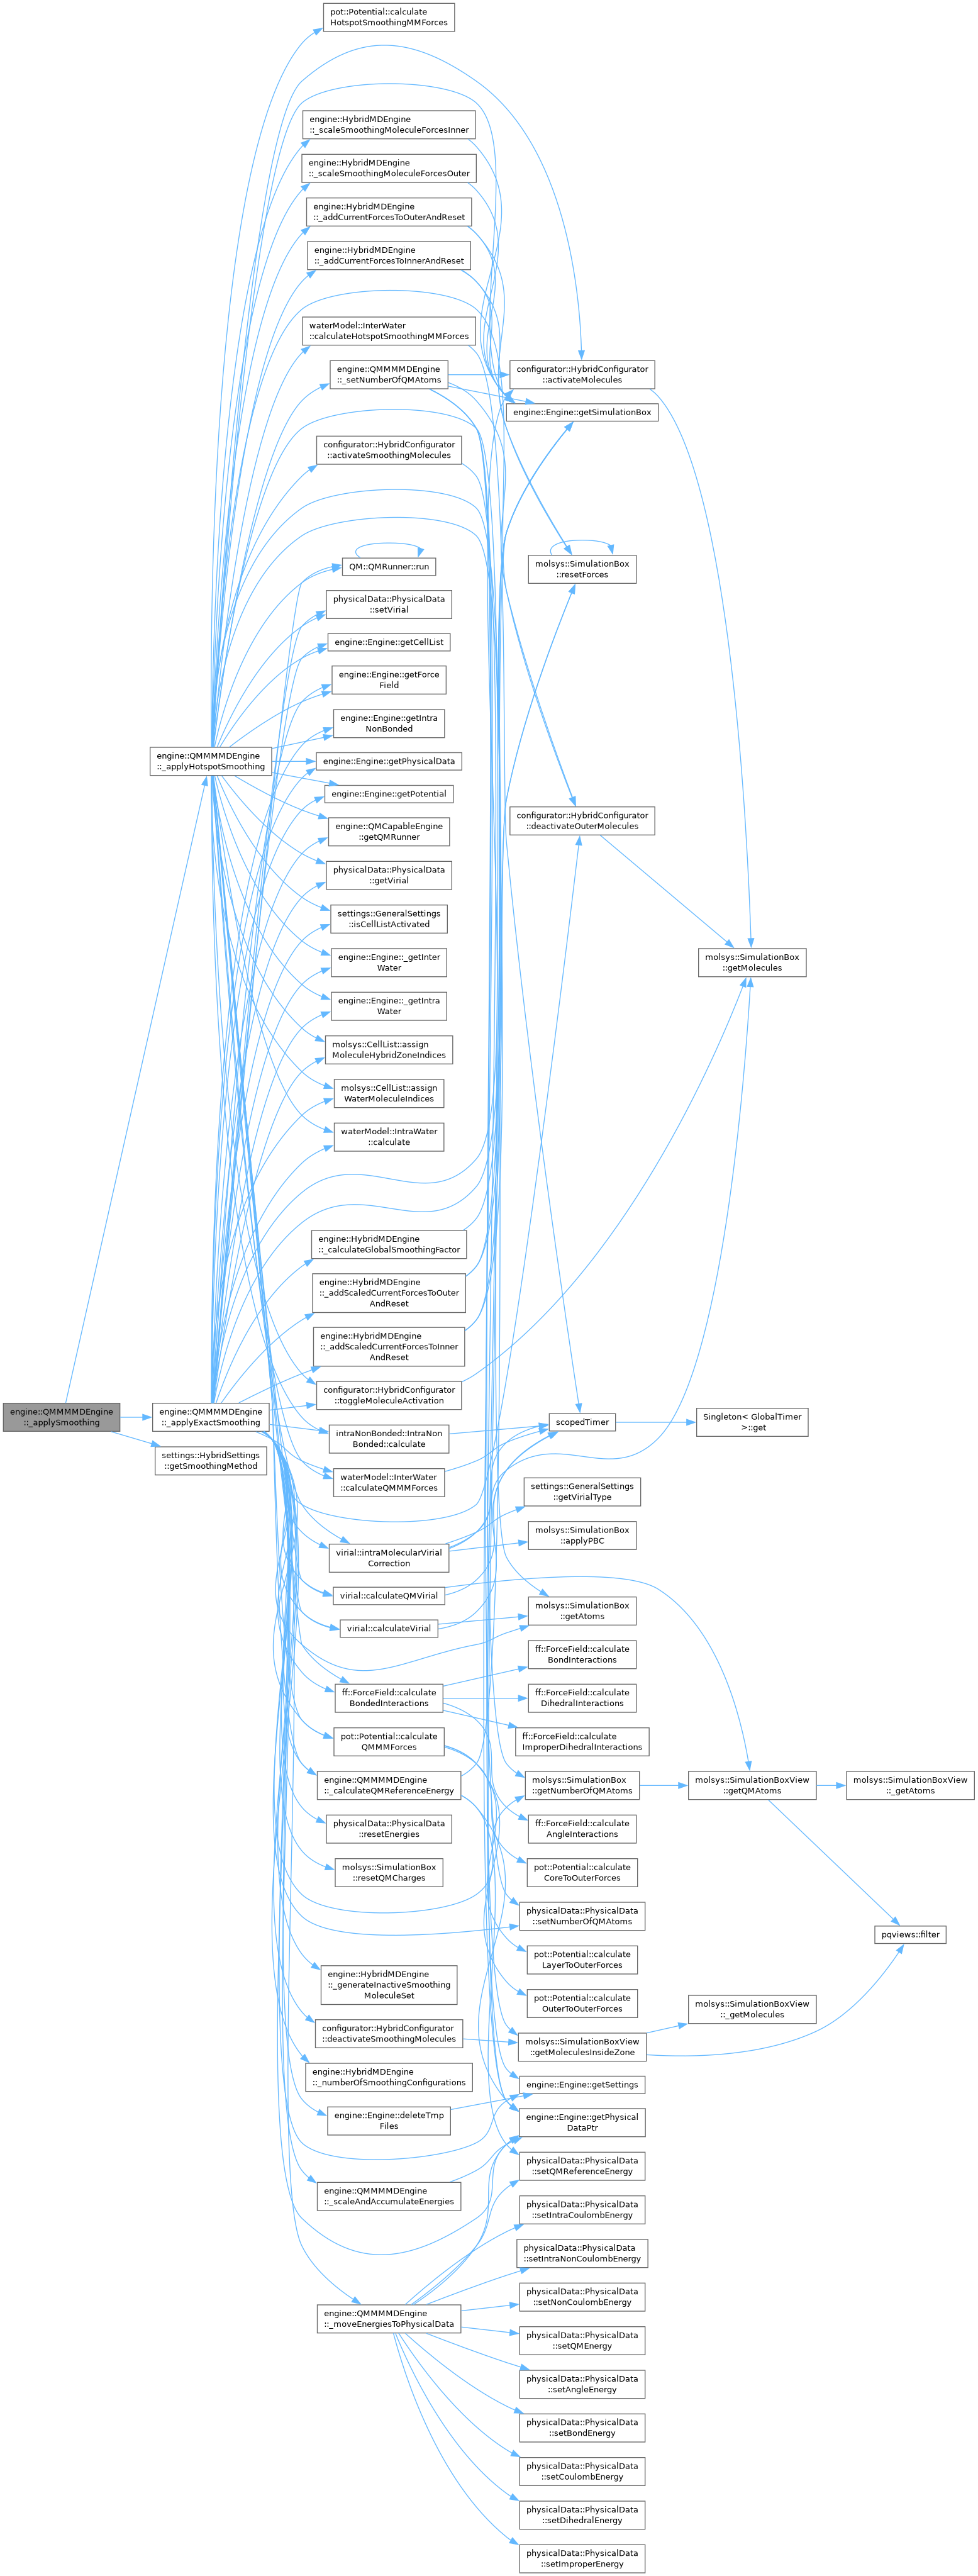 pot::Potential::calculate
HotspotSmoothingMMForces
engine::HybridMDEngine
::_scaleSmoothingMoleculeForcesInner
engine::HybridMDEngine
::_scaleSmoothingMoleculeForcesOuter
engine::HybridMDEngine
::_addCurrentForcesToOuterAndReset
engine::HybridMDEngine
::_addCurrentForcesToInnerAndReset
waterModel::InterWater
::calculateHotspotSmoothingMMForces
engine::QMMMMDEngine
::_setNumberOfQMAtoms
configurator::HybridConfigurator
::activateMolecules
engine::Engine::getSimulationBox
configurator::HybridConfigurator
::activateSmoothingMolecules
QM::QMRunner::run
molsys::SimulationBox
::resetForces
physicalData::PhysicalData
::setVirial
engine::Engine::getCellList
engine::Engine::getForce
Field
engine::Engine::getIntra
NonBonded
engine::QMMMMDEngine
::_applyHotspotSmoothing
engine::Engine::getPhysicalData
engine::Engine::getPotential
engine::QMCapableEngine
::getQMRunner
configurator::HybridConfigurator
::deactivateOuterMolecules
physicalData::PhysicalData
::getVirial
settings::GeneralSettings
::isCellListActivated
engine::Engine::_getInter
Water
molsys::SimulationBox
::getMolecules
engine::Engine::_getIntra
Water
molsys::CellList::assign
MoleculeHybridZoneIndices
molsys::CellList::assign
WaterMoleculeIndices
waterModel::IntraWater
::calculate
engine::HybridMDEngine
::_calculateGlobalSmoothingFactor
engine::HybridMDEngine
::_addScaledCurrentForcesToOuter
AndReset
engine::HybridMDEngine
::_addScaledCurrentForcesToInner
AndReset
configurator::HybridConfigurator
::toggleMoleculeActivation
engine::QMMMMDEngine
::_applySmoothing
engine::QMMMMDEngine
::_applyExactSmoothing
settings::HybridSettings
::getSmoothingMethod
intraNonBonded::IntraNon
Bonded::calculate
scopedTimer
Singleton< GlobalTimer
>::get
waterModel::InterWater
::calculateQMMMForces
settings::GeneralSettings
::getVirialType
virial::intraMolecularVirial
Correction
molsys::SimulationBox
::applyPBC
virial::calculateQMVirial
molsys::SimulationBox
::getAtoms
virial::calculateVirial
ff::ForceField::calculate
BondInteractions
ff::ForceField::calculate
BondedInteractions
ff::ForceField::calculate
DihedralInteractions
pot::Potential::calculate
QMMMForces
ff::ForceField::calculate
ImproperDihedralInteractions
engine::QMMMMDEngine
::_calculateQMReferenceEnergy
molsys::SimulationBox
::getNumberOfQMAtoms
molsys::SimulationBoxView
::getQMAtoms
molsys::SimulationBoxView
::_getAtoms
physicalData::PhysicalData
::resetEnergies
ff::ForceField::calculate
AngleInteractions
molsys::SimulationBox
::resetQMCharges
pot::Potential::calculate
CoreToOuterForces
physicalData::PhysicalData
::setNumberOfQMAtoms
pqviews::filter
pot::Potential::calculate
LayerToOuterForces
engine::HybridMDEngine
::_generateInactiveSmoothing
MoleculeSet
pot::Potential::calculate
OuterToOuterForces
molsys::SimulationBoxView
::_getMolecules
configurator::HybridConfigurator
::deactivateSmoothingMolecules
molsys::SimulationBoxView
::getMoleculesInsideZone
engine::HybridMDEngine
::_numberOfSmoothingConfigurations
engine::Engine::getSettings
engine::Engine::deleteTmp
Files
engine::Engine::getPhysical
DataPtr
physicalData::PhysicalData
::setQMReferenceEnergy
engine::QMMMMDEngine
::_scaleAndAccumulateEnergies
physicalData::PhysicalData
::setIntraCoulombEnergy
physicalData::PhysicalData
::setIntraNonCoulombEnergy
physicalData::PhysicalData
::setNonCoulombEnergy
engine::QMMMMDEngine
::_moveEnergiesToPhysicalData
physicalData::PhysicalData
::setQMEnergy
physicalData::PhysicalData
::setAngleEnergy
physicalData::PhysicalData
::setBondEnergy
physicalData::PhysicalData
::setCoulombEnergy
physicalData::PhysicalData
::setDihedralEnergy
physicalData::PhysicalData
::setImproperEnergy